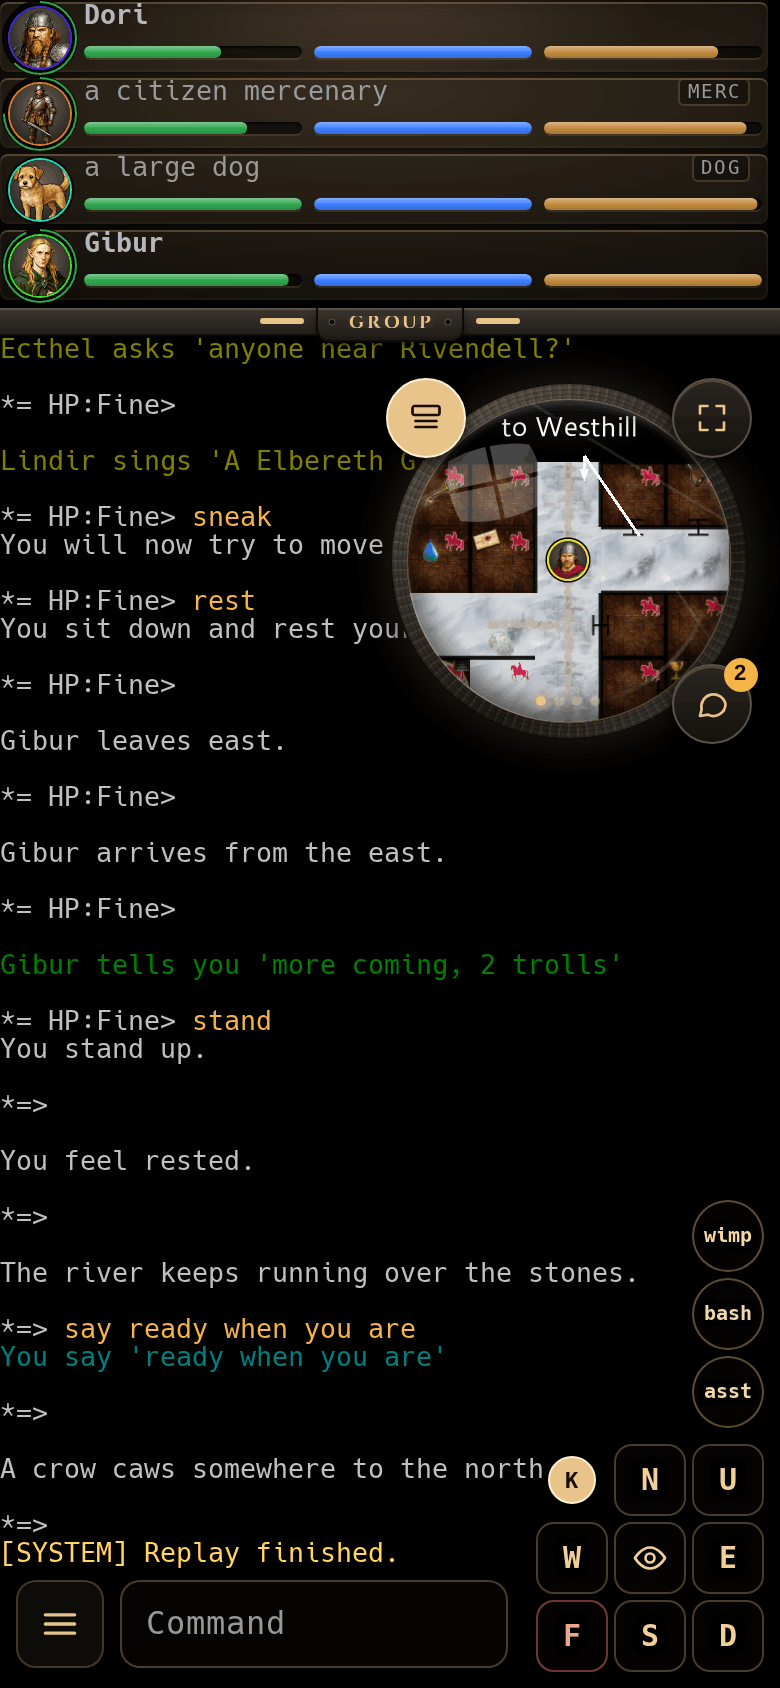 Dori
a citizen mercenary
MERC
a large dog
DOG
Gibur
GROUP
Ecthel asks 'anyone near Rivendell?'
*= HP:Fine>
to Westhill
Lindir sings 'A Elbereth G
*= HP:Fine> sneak
You will now try to move
*= HP:Fine> rest
You sit down and rest your
*= HP:Fine>
2
Gibur leaves east.
*= HP:Fine>
Gibur arrives from the east.
*= HP:Fine>
Gibur tells you 'more coming, 2 trolls'
*= HP:Fine> stand
You stand up.
*=>
You feel rested.
*=>
wimp
The river keeps running over the stones.
bash
*=> say ready when you are
You say 'ready when you are'
asst
*=>
A crow caws somewhere to the north
K
N
U
*=>
[SYSTEM] Replay finished.
W
E
Command
F
S
D